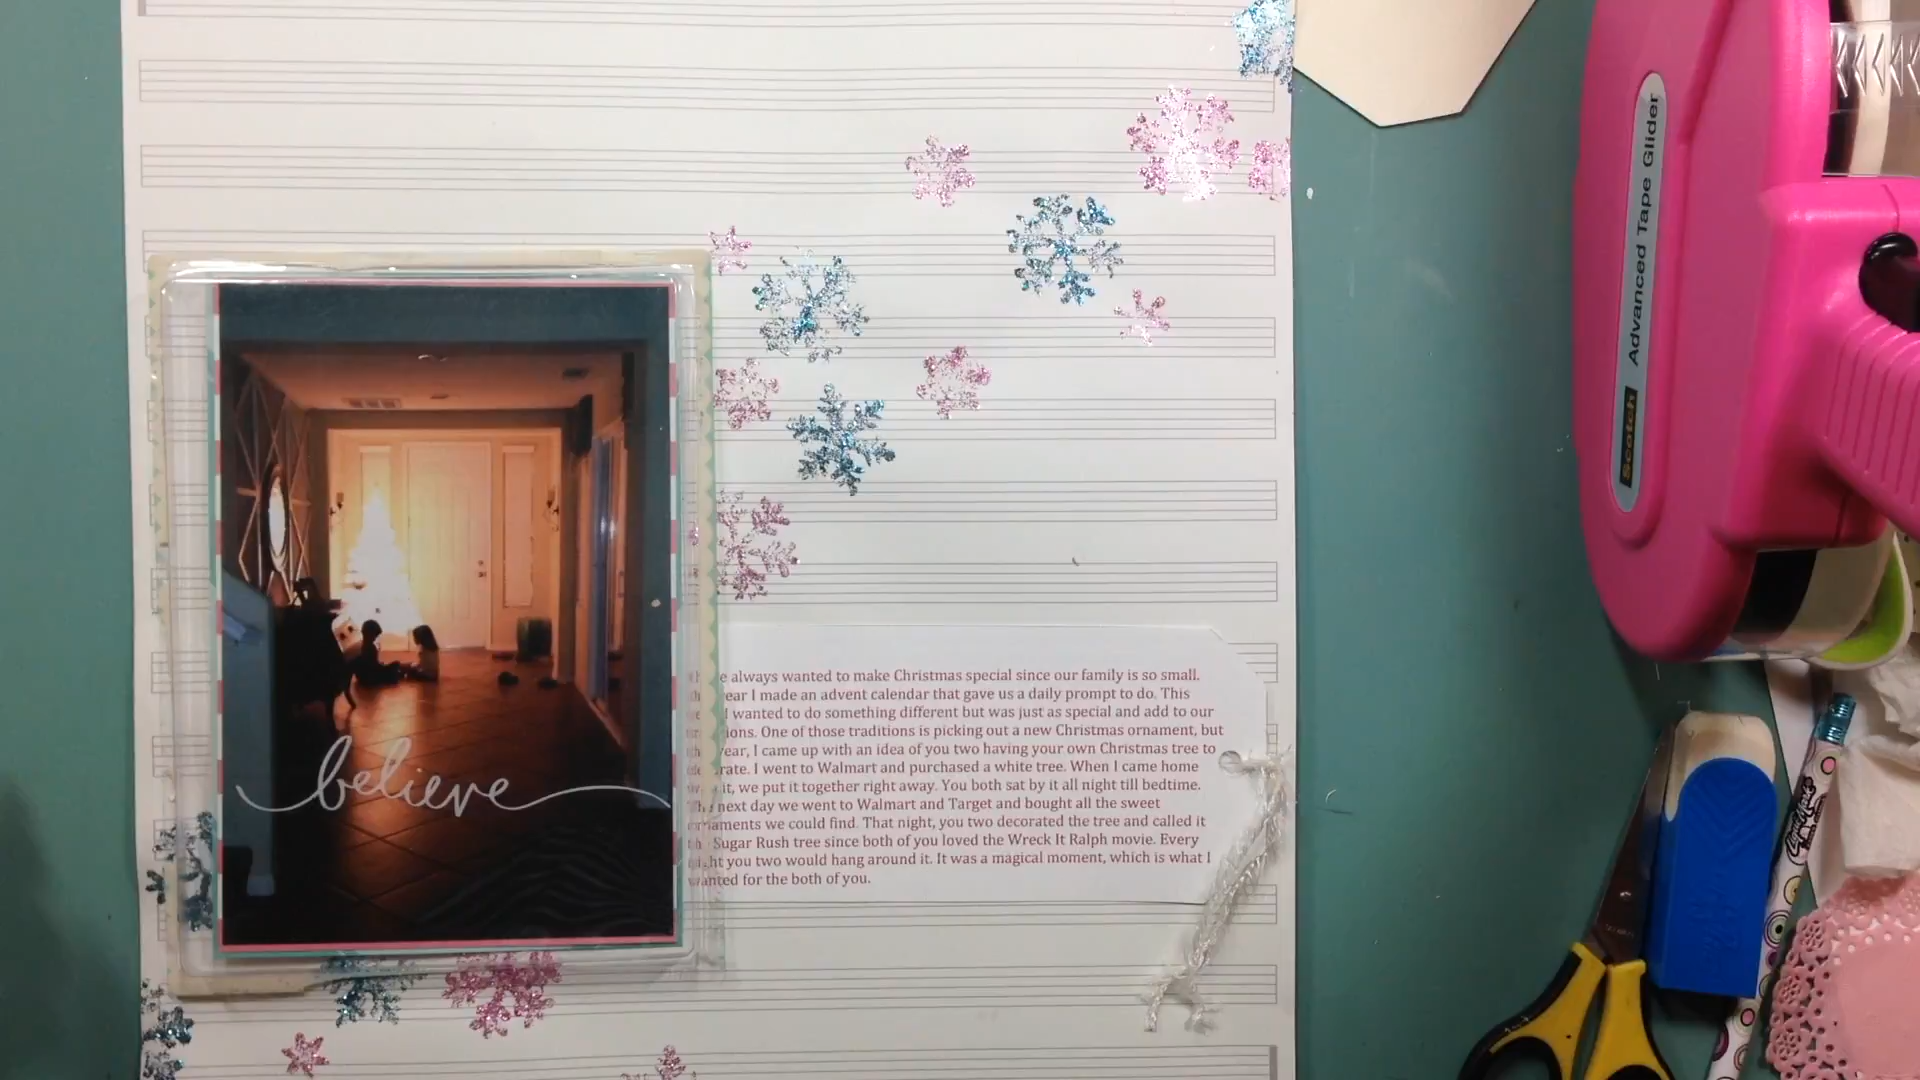 believe
always wanted to make Christmas special since our family is so small.
year I made an advent calendar that gave us a daily prompt to do. This
I wanted to do something different but was just as special and add to our
One of those traditions is picking out a new Christmas ornament, but
year, I came up with an idea of you two having your own Christmas tree to
I went to Walmart and purchased a white tree. When I came home
it, we put it together right away. You both sat by it all night till bedtime.
The next day we went to Walmart and Target and bought all the sweet
ornaments we could find. That night, you two decorated the tree and called it
Sugar Rush tree since both of you loved the Wreck It Ralph movie. Every
night you two would hang around it. It was a magical moment, which is what I
wanted for the both of you.
Scotch Advanced Tape Glider